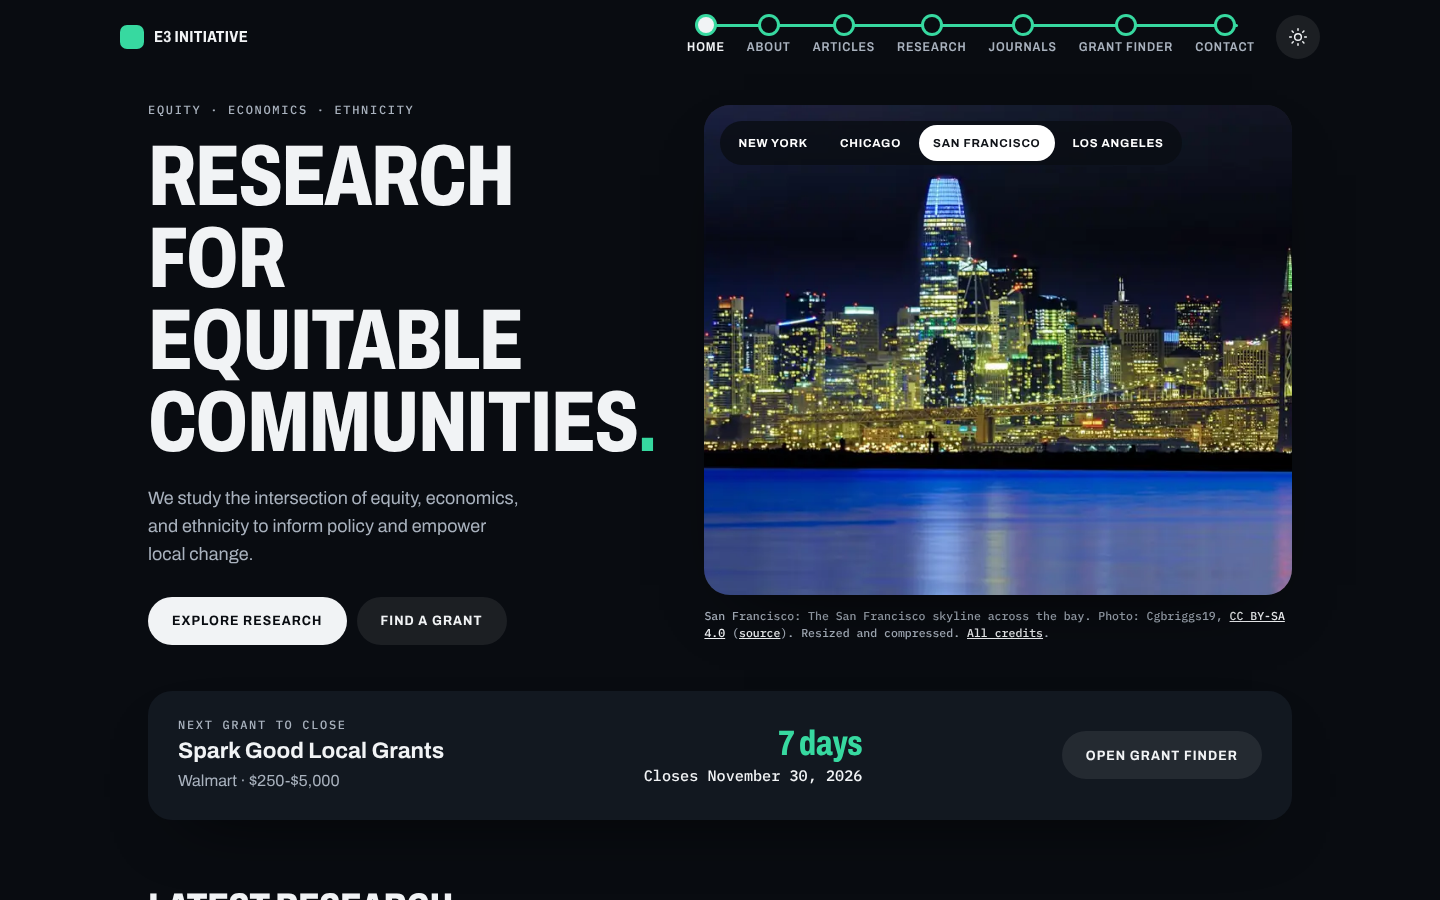 E3 INITIATIVE
HOME
ABOUT
ARTICLES
RESEARCH
JOURNALS
GRANT FINDER
CONTACT
EQUITY · ECONOMICS · ETHNICITY
RESEARCH
FOR
EQUITABLE
COMMUNITIES.
We study the intersection of equity, economics,
and ethnicity to inform policy and empower
local change.
EXPLORE RESEARCH
FIND A GRANT
NEW YORK
CHICAGO
SAN FRANCISCO
LOS ANGELES
San Francisco: The San Francisco skyline across the bay. Photo: Cgbriggs19, CC BY-SA
4.0 (source). Resized and compressed. All credits.
NEXT GRANT TO CLOSE
Spark Good Local Grants
Walmart · $250-$5,000
7 days
Closes November 30, 2026
OPEN GRANT FINDER
LATEST RESEARCH